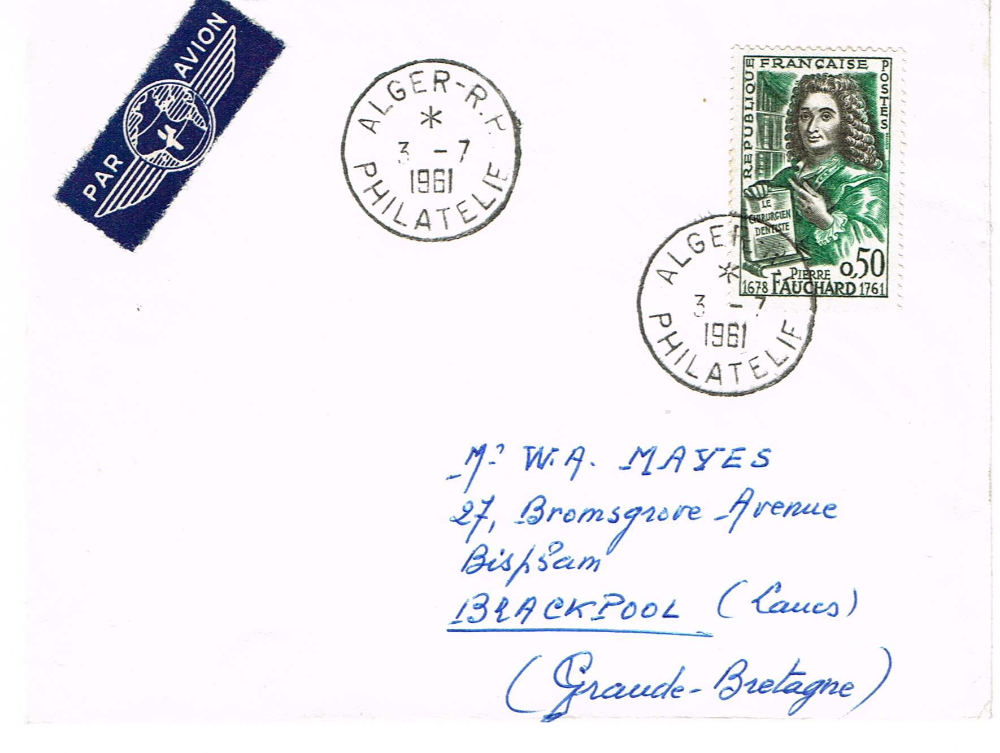 PAR AVION
ALGER-R.P
*
3 -7
1961
PHILATELIE
REPUBLIQUE FRANÇAISE POSTES
LE
CHIRURGIEN
DENTISTE
0,50
PIERRE
1678 FAUCHARD 1761
ALGER
*
3 -7
1961
PHILATELIE
Mr W.A. MAYES
27, Bromsgrove Avenue
Bispham
BLACKPOOL (Lancs)
(Grande-Bretagne)